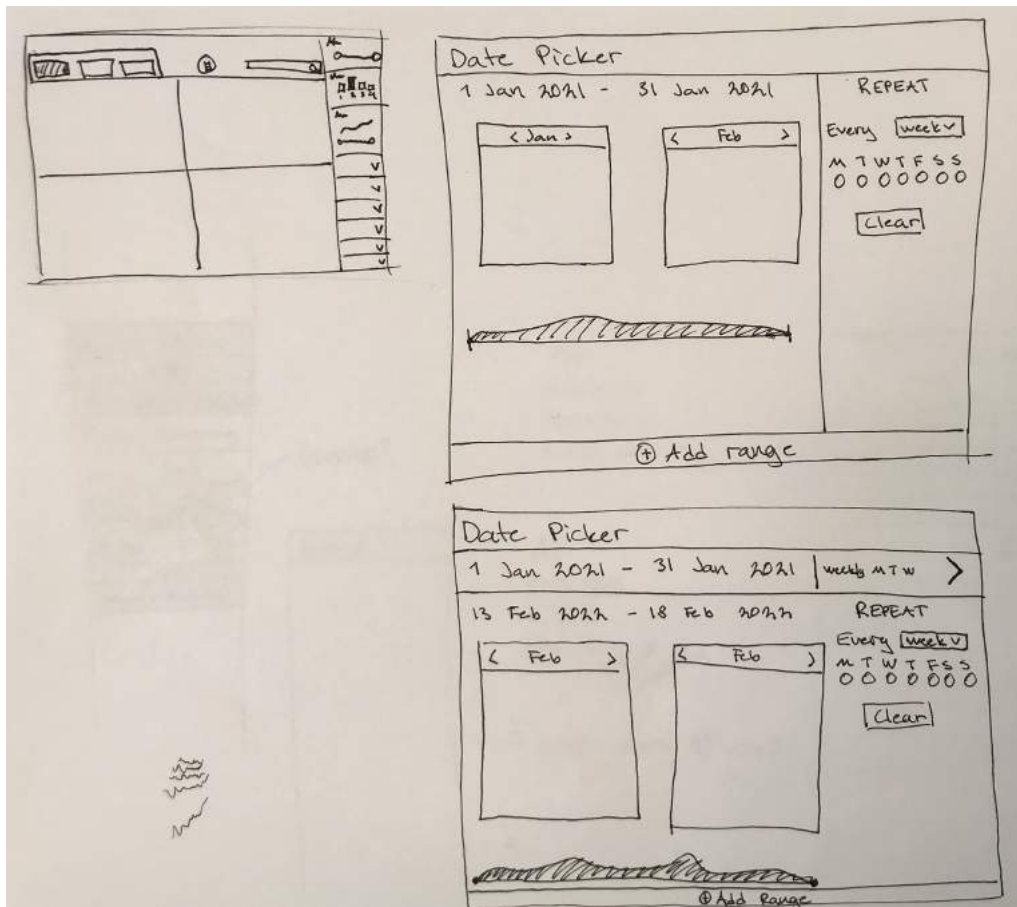 Date Picker
1 Jan 2021 - 31 Jan 2021
REPEAT
< Jan >
< Feb >
Every week v
M T W T F S S
Clear
+ Add range
Date Picker
1 Jan 2021 - 31 Jan 2021 weekly M T W >
13 Feb 2022 - 18 Feb 2022
REPEAT
Every week v
< Feb >
< Feb >
M T W T F S S
Clear
+ Add Range